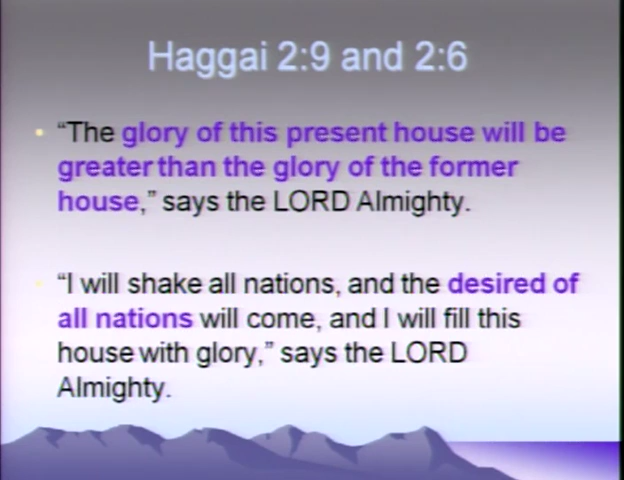 Haggai 2:9 and 2:6
• “The glory of this present house will be
greater than the glory of the former
house,” says the LORD Almighty.
• “I will shake all nations, and the desired of
all nations will come, and I will fill this
house with glory,” says the LORD
Almighty.